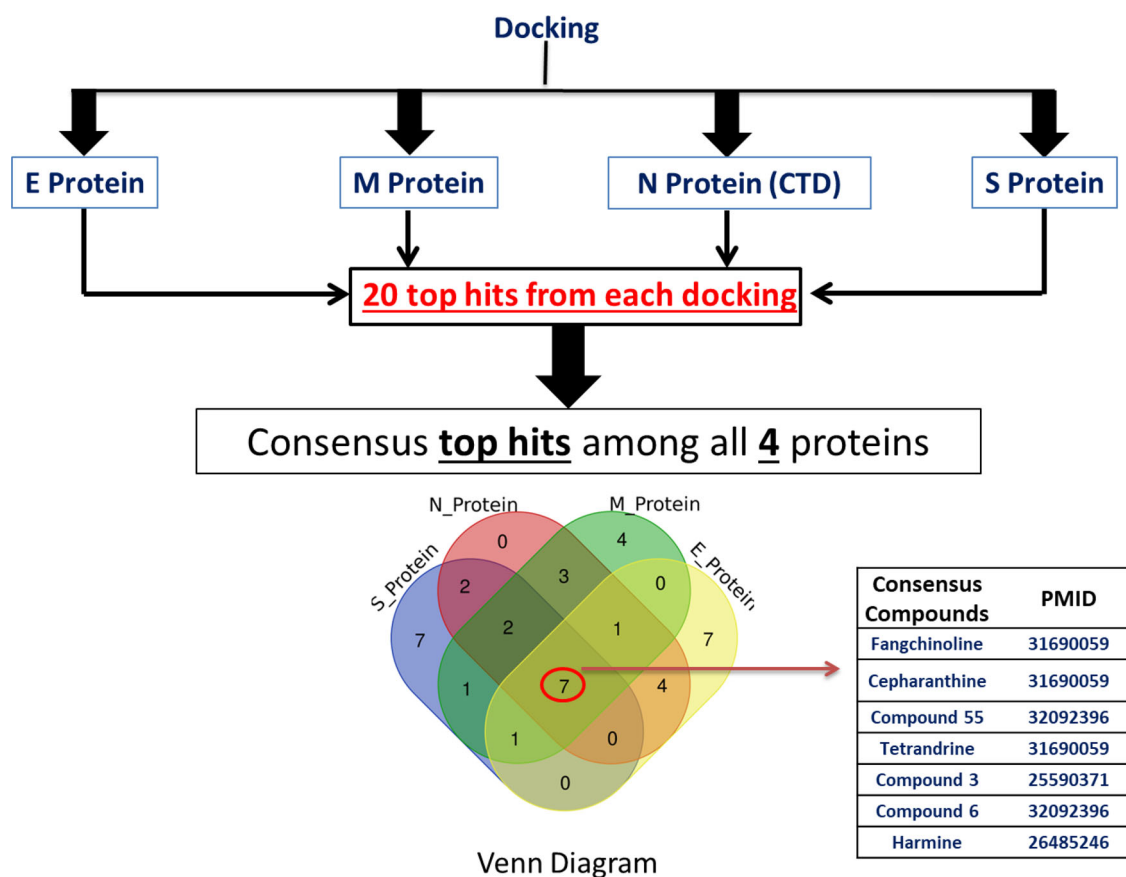 Docking
E Protein
M Protein
N Protein (CTD)
S Protein
20 top hits from each docking
Consensus top hits among all 4 proteins
N_Protein
M_Protein
S_Protein
E_Protein
0
4
2
3
0
7
2
1
7
1
7
4
1
0
0
Venn Diagram
Consensus Compounds PMID
Fangchinoline 31690059
Cepharanthine 31690059
Compound 55 32092396
Tetrandrine 31690059
Compound 3 25590371
Compound 6 32092396
Harmine 26485246